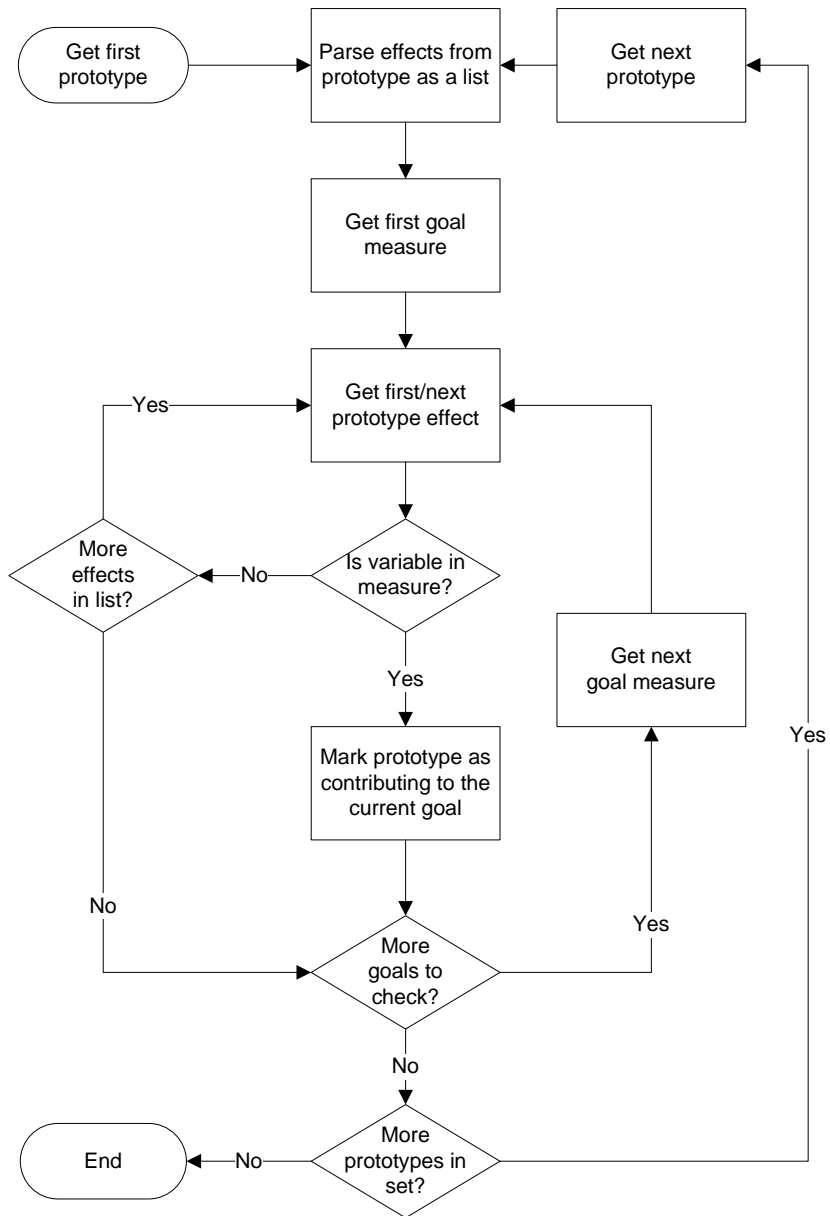 Get first
prototype
Parse effects from
prototype as a list
Get next
prototype
Get first goal
measure
Get first/next
prototype effect
Yes
More
effects
in list?
No
Is variable in
measure?
Get next
goal measure
Yes
Yes
Mark prototype as
contributing to the
current goal
No
Yes
More
goals to
check?
No
End
No
More
prototypes in
set?